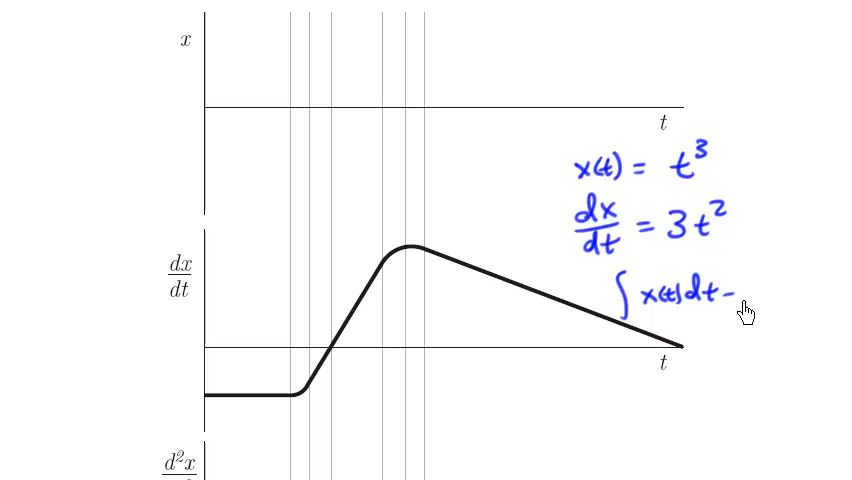 x
t
x(t) = t³
dx/dt = 3t²
∫ x(t) dt -
dx/dt
t
d²x